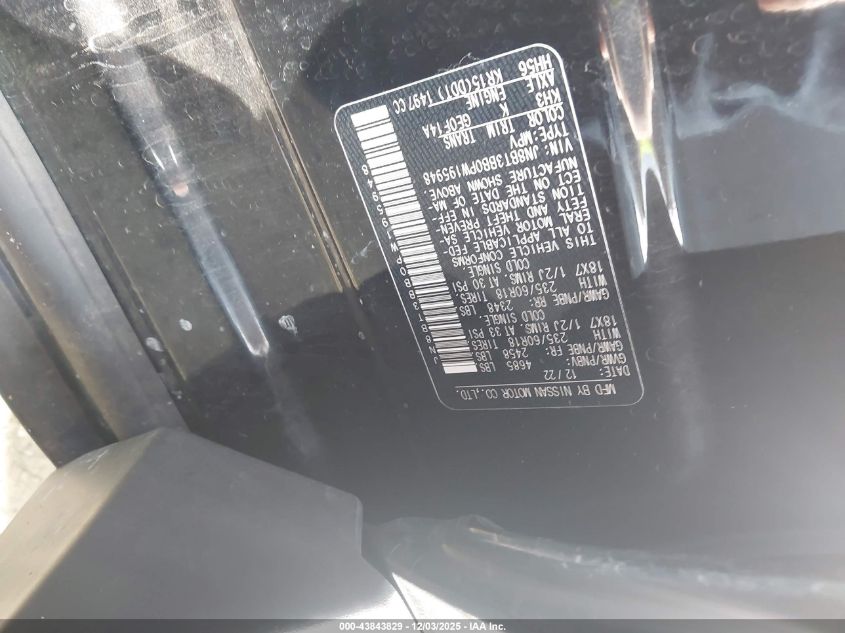 MFD BY NISSAN MOTOR CO.,LTD.
DATE: 12/22
GVWR/PNBV: 4685 LBS
GAWR/PNBE FR: 2458 LBS
WITH 235/60R18 TIRES,
18X7 1/2J RIMS, AT 33 PSI
COLD SINGLE.
GAWR/PNBE RR: 2248 LBS
WITH 235/60R18 TIRES,
18X7 1/2J RIMS, AT 30 PSI
COLD SINGLE.
THIS VEHICLE CONFORMS
TO ALL APPLICABLE FED-
ERAL MOTOR VEHICLE SA-
FETY AND THEFT PREVEN-
TION STANDARDS IN EFF-
ECT ON THE DATE OF MA-
NUFACTURE SHOWN ABOVE.
VIN: JN8BT3BB0PW195548
TYPE:MPV
COLOR TRIM TRANS
KH3 K GE0F14A
AXLE ENGINE
HH56 KR15(DDT) 1497 CC
000-43843829 - 12/03/2025 - IAA Inc.